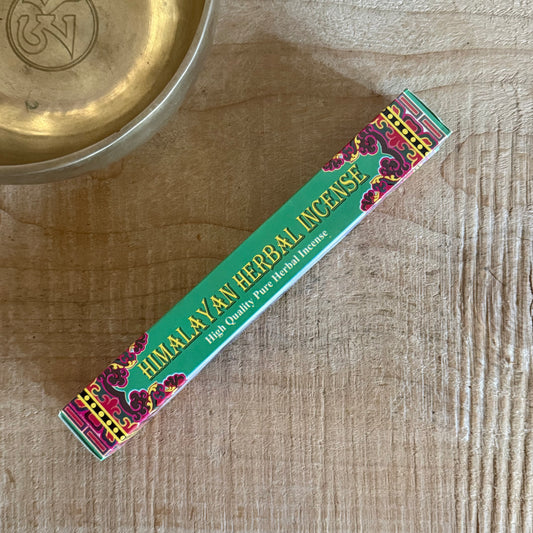 ༀ
HIMALAYAN HERBAL INCENSE
High Quality Pure Herbal Incense